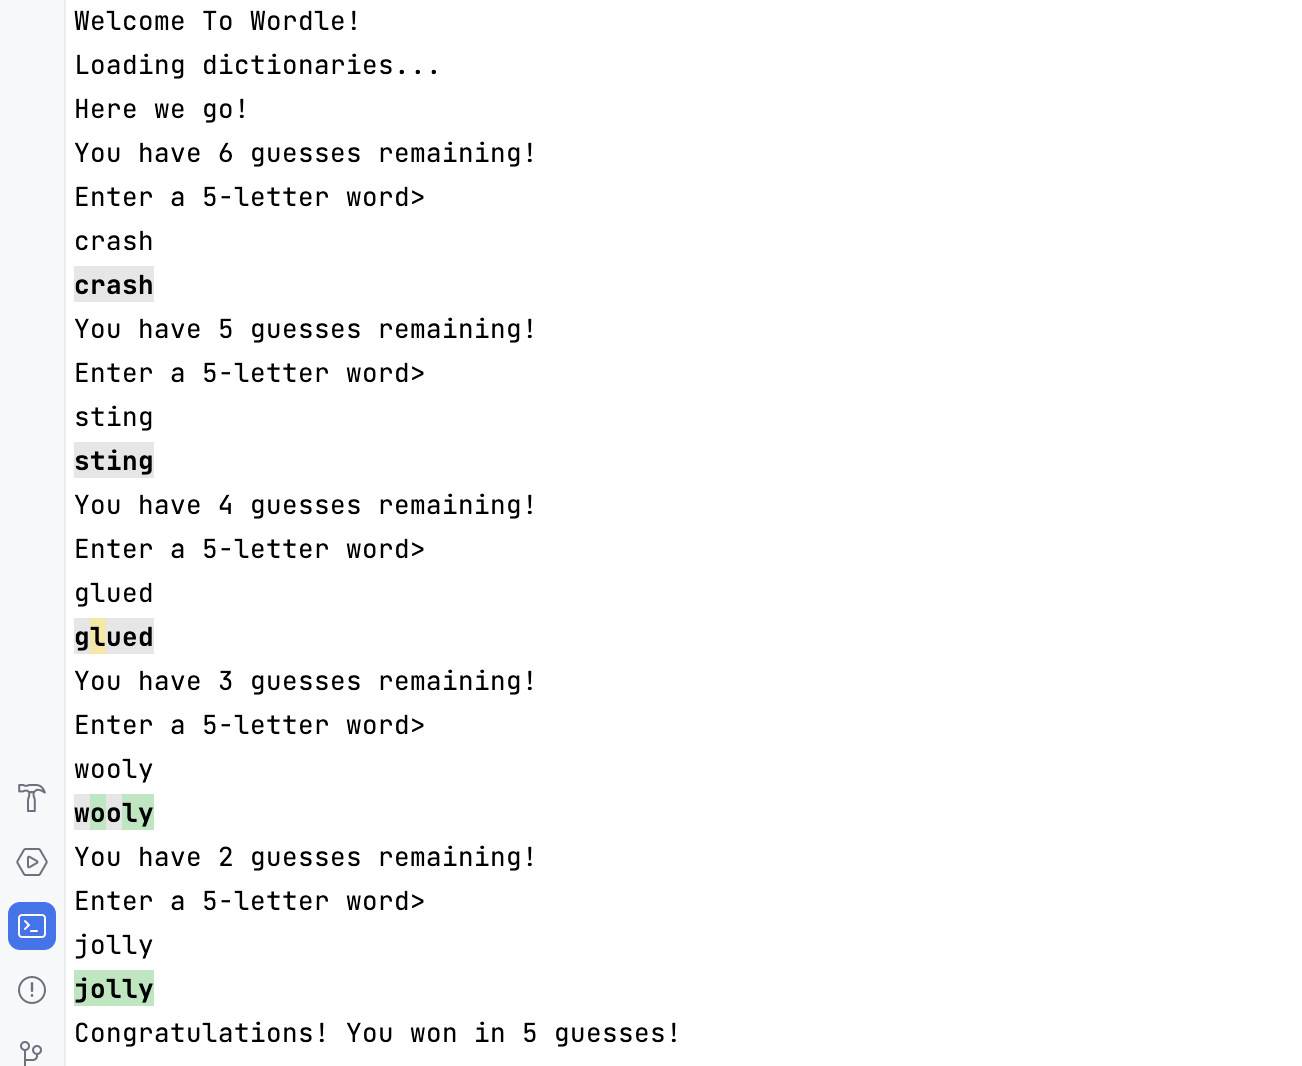 Welcome To Wordle!
Loading dictionaries...
Here we go!
You have 6 guesses remaining!
Enter a 5-letter word>
crash
crash
You have 5 guesses remaining!
Enter a 5-letter word>
sting
sting
You have 4 guesses remaining!
Enter a 5-letter word>
glued
glued
You have 3 guesses remaining!
Enter a 5-letter word>
wooly
wooly
You have 2 guesses remaining!
Enter a 5-letter word>
jolly
jolly
Congratulations! You won in 5 guesses!